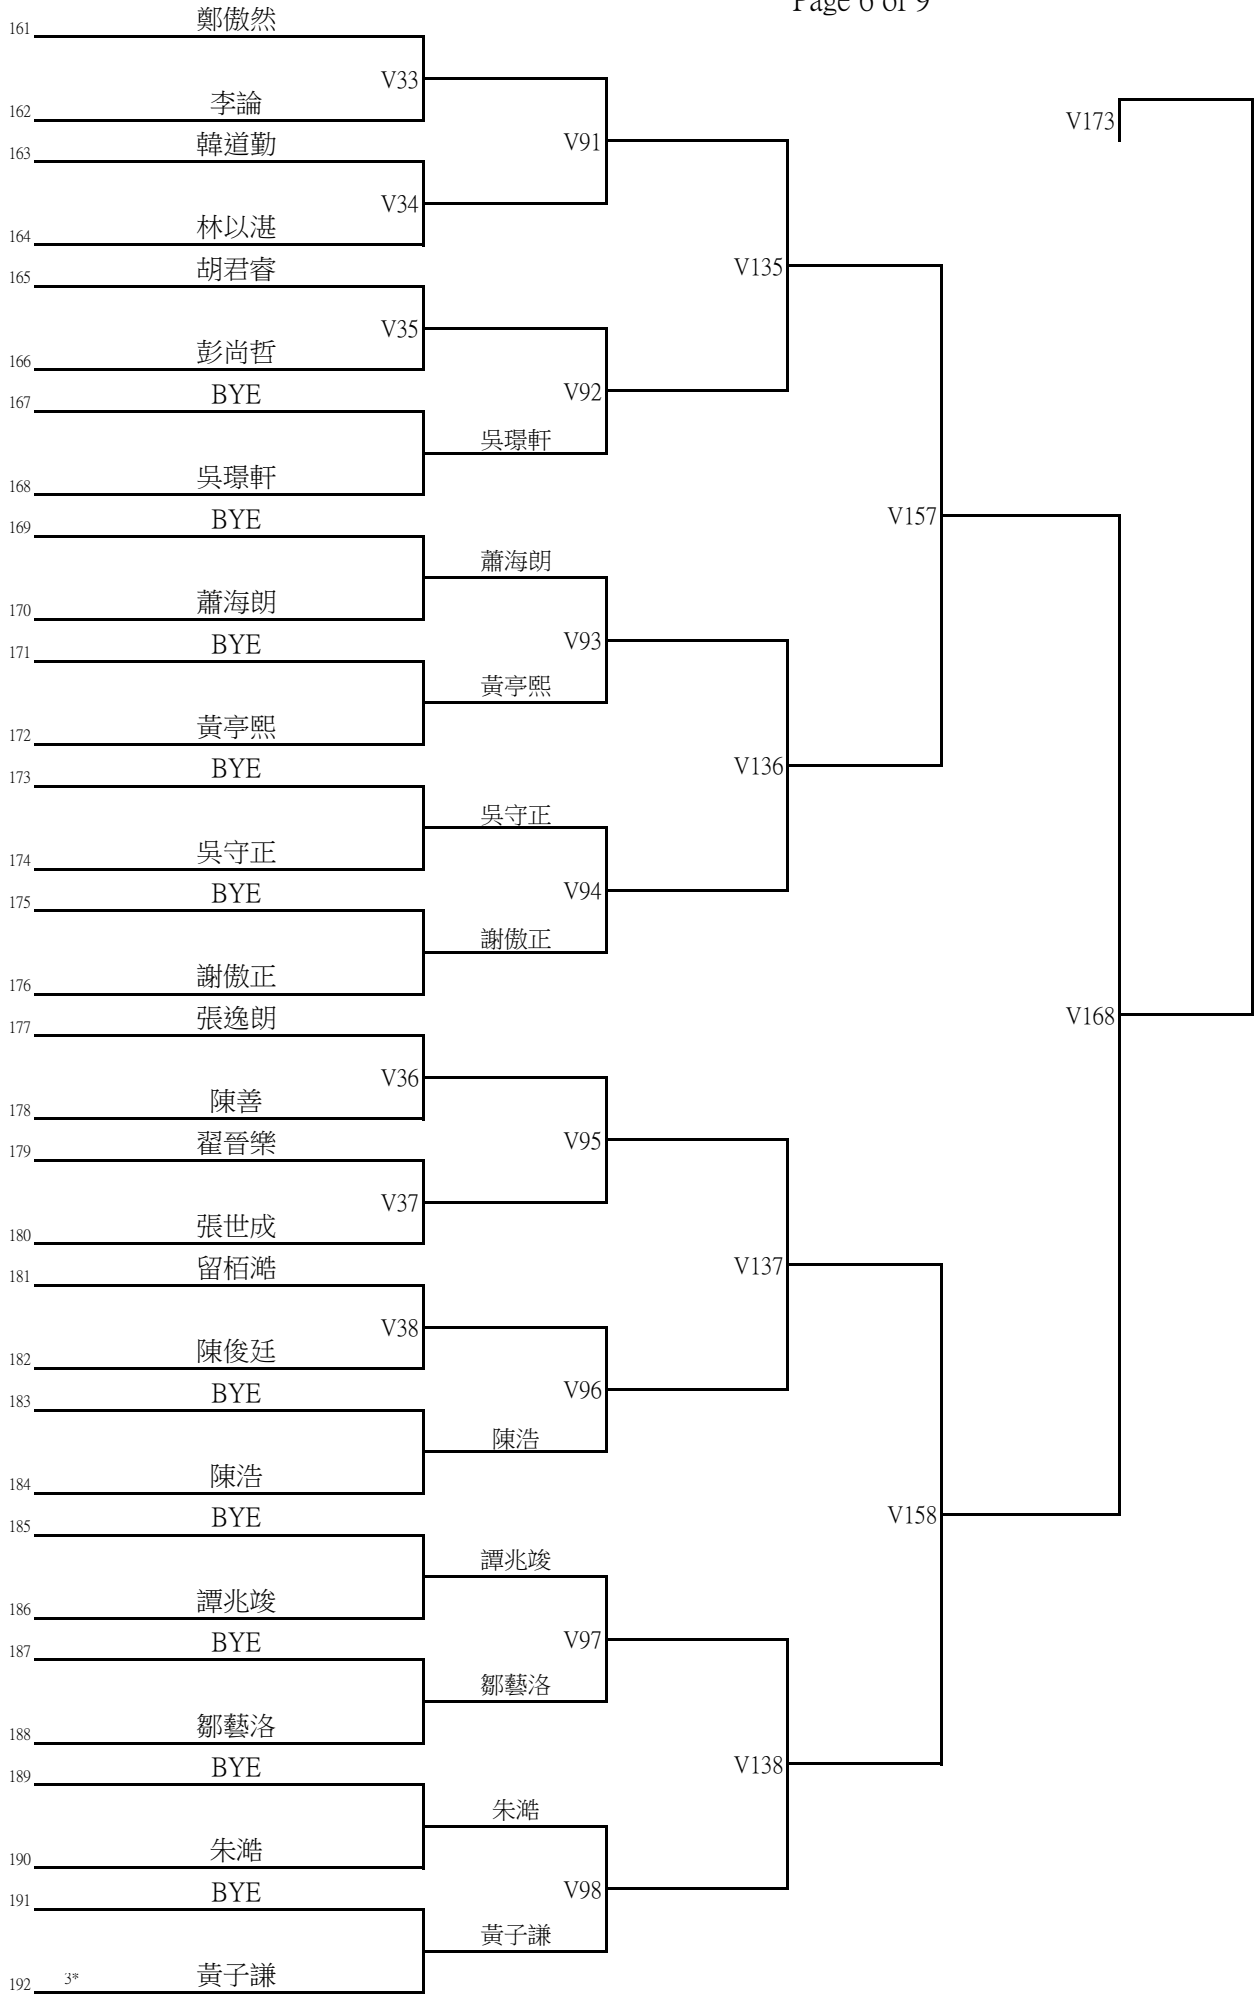 Page 6 of 9
161 鄭傲然
V33
162 李論
V173
163 韓道勤
V91
V34
164 林以湛
165 胡君睿
V135
V35
166 彭尚哲
167 BYE
V92
吳璟軒
168 吳璟軒
169 BYE
V157
蕭海朗
170 蕭海朗
171 BYE
V93
黃亭熙
172 黃亭熙
173 BYE
V136
吳守正
174 吳守正
175 BYE
V94
謝傲正
176 謝傲正
177 張逸朗
V168
V36
178 陳善
179 翟晉樂
V95
V37
180 張世成
181 留栢澔
V137
V38
182 陳俊廷
183 BYE
V96
陳浩
184 陳浩
185 BYE
V158
譚兆竣
186 譚兆竣
187 BYE
V97
鄒藝洛
188 鄒藝洛
189 BYE
V138
朱澔
190 朱澔
191 BYE
V98
黃子謙
192 3* 黃子謙